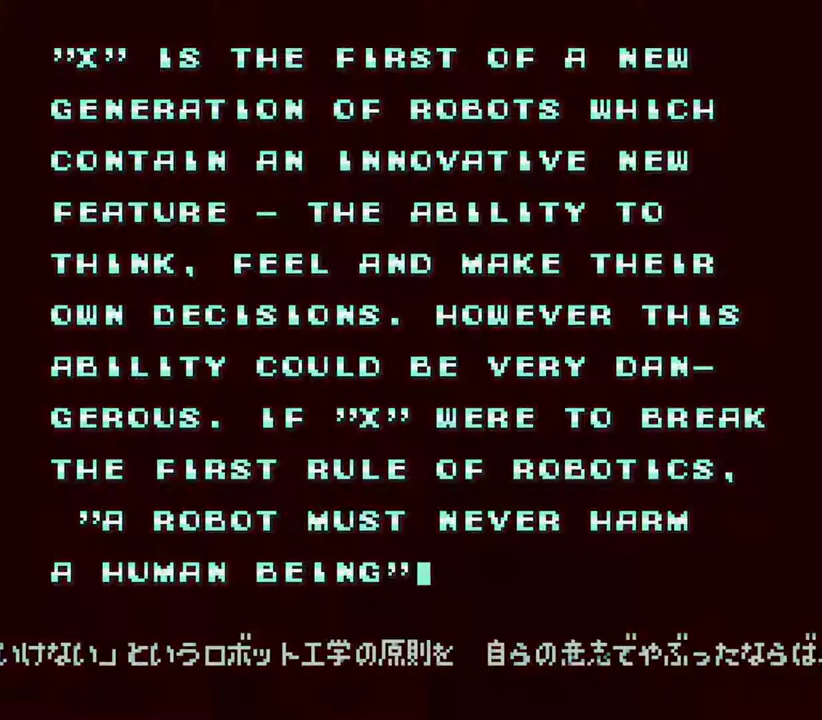 ”X” IS THE FIRST OF A NEW
GENERATION OF ROBOTS WHICH
CONTAIN AN INNOVATIVE NEW
FEATURE – THE ABILITY TO
THINK, FEEL AND MAKE THEIR
OWN DECISIONS. HOWEVER THIS
ABILITY COULD BE VERY DAN–
GEROUS. IF ”X” WERE TO BREAK
THE FIRST RULE OF ROBOTICS,
”A ROBOT MUST NEVER HARM
A HUMAN BEING”
いけない」というロボット工学の原則を 自らの意志でやぶったならば